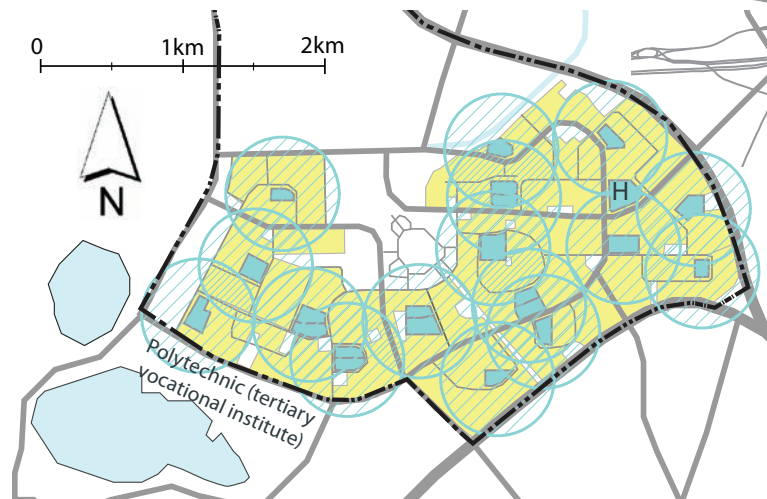 0 1km 2km
N
H
Polytechnic (tertiary
vocational institute)